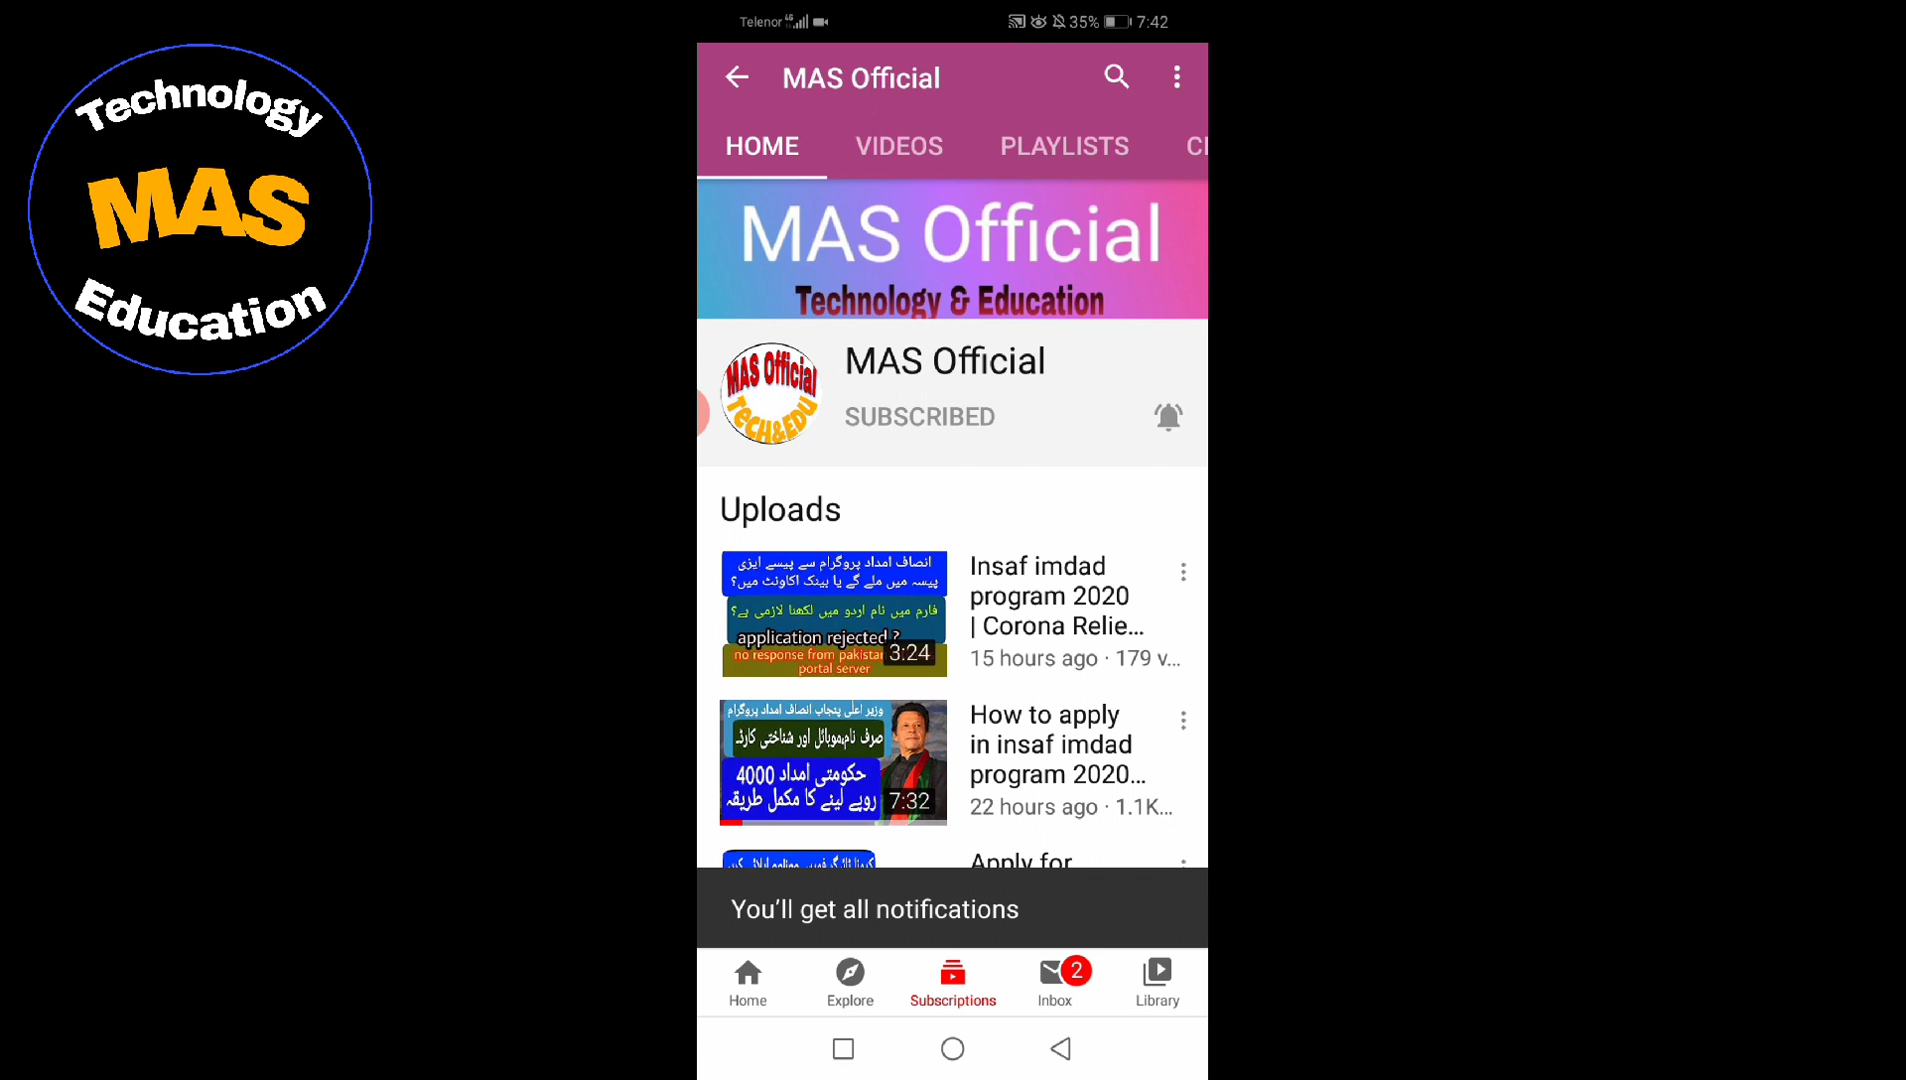 Technology
MAS
Education
Telenor 4G 35% 7:42
MAS Official
HOME VIDEOS PLAYLISTS
MAS Official
Technology & Education
MAS Official
TECH&EDU
MAS Official
SUBSCRIBED
Uploads
انصاف امداد پروگرام سے پیسے ایزی
پیسہ میں ملے گے یا بینک اکاونٹ میں؟
فارم میں نام اردو میں لکھنا لازمی ہے؟
application rejected ?
no response from pakistan
portal server
3:24
Insaf imdad
program 2020
| Corona Relie...
15 hours ago · 179 v...
وزیر اعلی پنجاب انصاف امداد پروگرام
صرف نام،موبائل اور شناختی کارڈ
حکومتی امداد 4000
روپے لینے کا مکمل طریقہ
7:32
How to apply
in insaf imdad
program 2020...
22 hours ago · 1.1K...
Apply for
You'll get all notifications
2
Home Explore Subscriptions Inbox Library